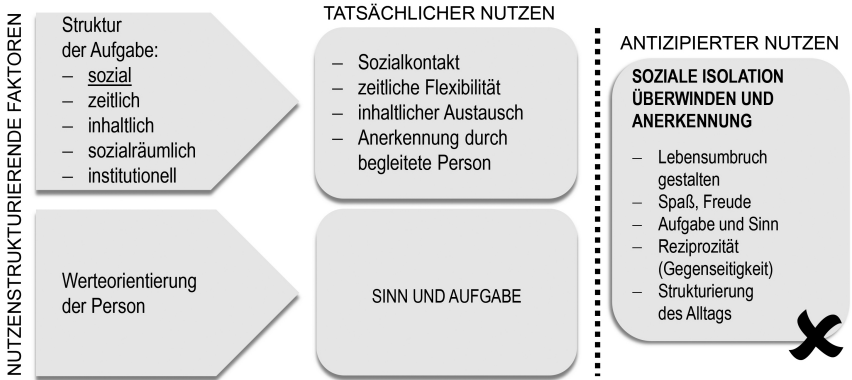 NUTZENSTRUKTURIERENDE FAKTOREN
Struktur
der Aufgabe:
– sozial
– zeitlich
– inhaltlich
– sozialräumlich
– institutionell
Werteorientierung
der Person
TATSÄCHLICHER NUTZEN
– Sozialkontakt
– zeitliche Flexibilität
– inhaltlicher Austausch
– Anerkennung durch
begleitete Person
SINN UND AUFGABE
ANTIZIPIERTER NUTZEN
SOZIALE ISOLATION
ÜBERWINDEN UND
ANERKENNUNG
– Lebensumbruch
gestalten
– Spaß, Freude
– Aufgabe und Sinn
– Reziprozität
(Gegenseitigkeit)
– Strukturierung
des Alltags